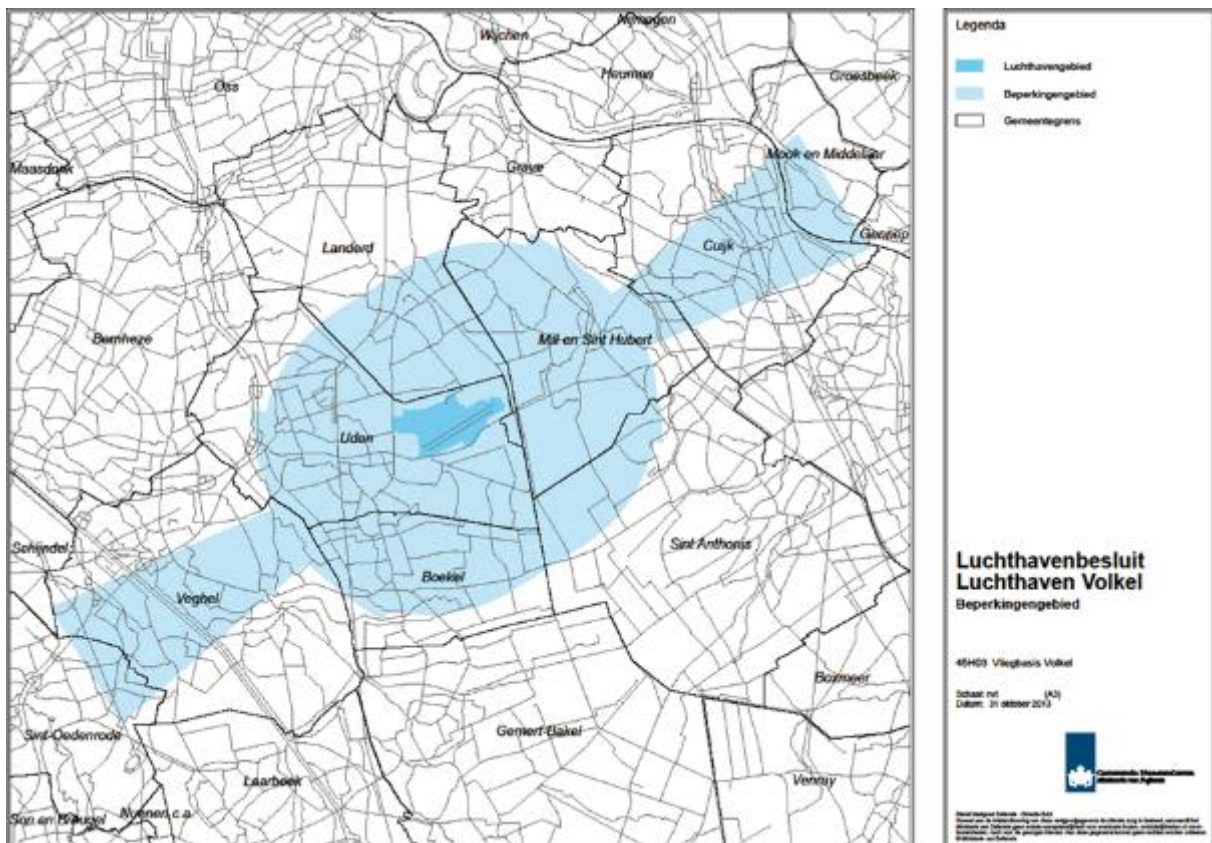 Nijmegen
Wijchen
Heumen
Groesbeek
Oss
Maasdonk
Grave
Mook en Middelaar
Landerd
Cuijk
Gennep
Bernheze
Mill en Sint Hubert
Uden
Schijndel
Sint Anthonis
Boekel
Veghel
Boxmeer
Sint-Oedenrode
Gemert-Bakel
Laarbeek
Venray
Nuenen c.a.
Son en Breugel
Legenda
Luchthavengebied
Beperkingengebied
Gemeentegrens
Luchthavenbesluit
Luchthaven Volkel
Beperkingengebied
Vliegbasis Volkel
Schaal: nvt (A3)
Datum: 31 oktober 2013